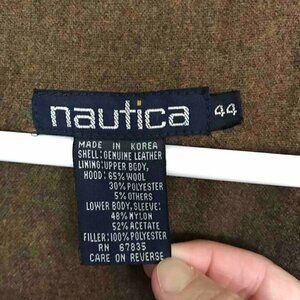 nautica
44
MADE IN KOREA
SHELL: GENUINE LEATHER
LINING: UPPER BODY,
HOOD: 65% WOOL
30% POLYESTER
5% OTHERS
LOWER BODY, SLEEVE:
48% NYLON
52% ACETATE
FILLER: 100% POLYESTER
RN 67835
CARE ON REVERSE